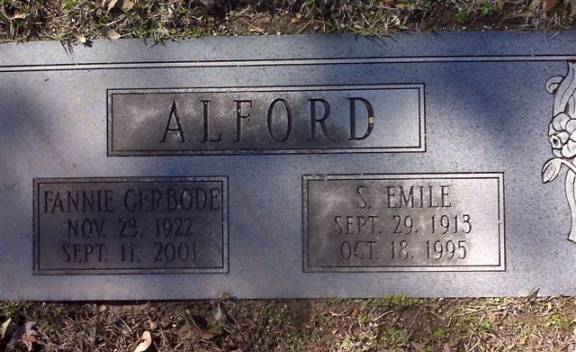 ALFORD
FANNIE GERBODE
NOV. 23, 1922
SEPT. 11, 2001
S. EMILE
SEPT. 29, 1913
OCT. 18, 1995